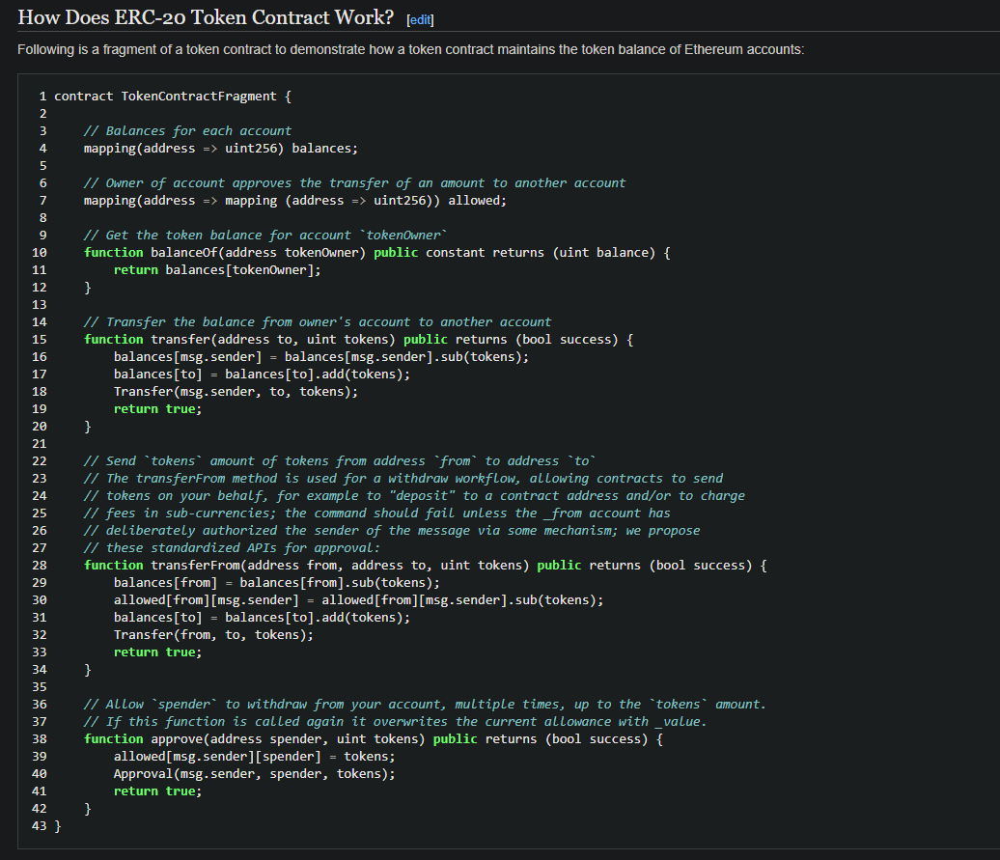 How Does ERC-20 Token Contract Work? [edit]
Following is a fragment of a token contract to demonstrate how a token contract maintains the token balance of Ethereum accounts:
1 contract TokenContractFragment {
2
3     // Balances for each account
4     mapping(address => uint256) balances;
5
6     // Owner of account approves the transfer of an amount to another account
7     mapping(address => mapping (address => uint256)) allowed;
8
9     // Get the token balance for account `tokenOwner`
10     function balanceOf(address tokenOwner) public constant returns (uint balance) {
11         return balances[tokenOwner];
12     }
13
14     // Transfer the balance from owner's account to another account
15     function transfer(address to, uint tokens) public returns (bool success) {
16         balances[msg.sender] = balances[msg.sender].sub(tokens);
17         balances[to] = balances[to].add(tokens);
18         Transfer(msg.sender, to, tokens);
19         return true;
20     }
21
22     // Send `tokens` amount of tokens from address `from` to address `to`
23     // The transferFrom method is used for a withdraw workflow, allowing contracts to send
24     // tokens on your behalf, for example to "deposit" to a contract address and/or to charge
25     // fees in sub-currencies; the command should fail unless the _from account has
26     // deliberately authorized the sender of the message via some mechanism; we propose
27     // these standardized APIs for approval:
28     function transferFrom(address from, address to, uint tokens) public returns (bool success) {
29         balances[from] = balances[from].sub(tokens);
30         allowed[from][msg.sender] = allowed[from][msg.sender].sub(tokens);
31         balances[to] = balances[to].add(tokens);
32         Transfer(from, to, tokens);
33         return true;
34     }
35
36     // Allow `spender` to withdraw from your account, multiple times, up to the `tokens` amount.
37     // If this function is called again it overwrites the current allowance with _value.
38     function approve(address spender, uint tokens) public returns (bool success) {
39         allowed[msg.sender][spender] = tokens;
40         Approval(msg.sender, spender, tokens);
41         return true;
42     }
43 }